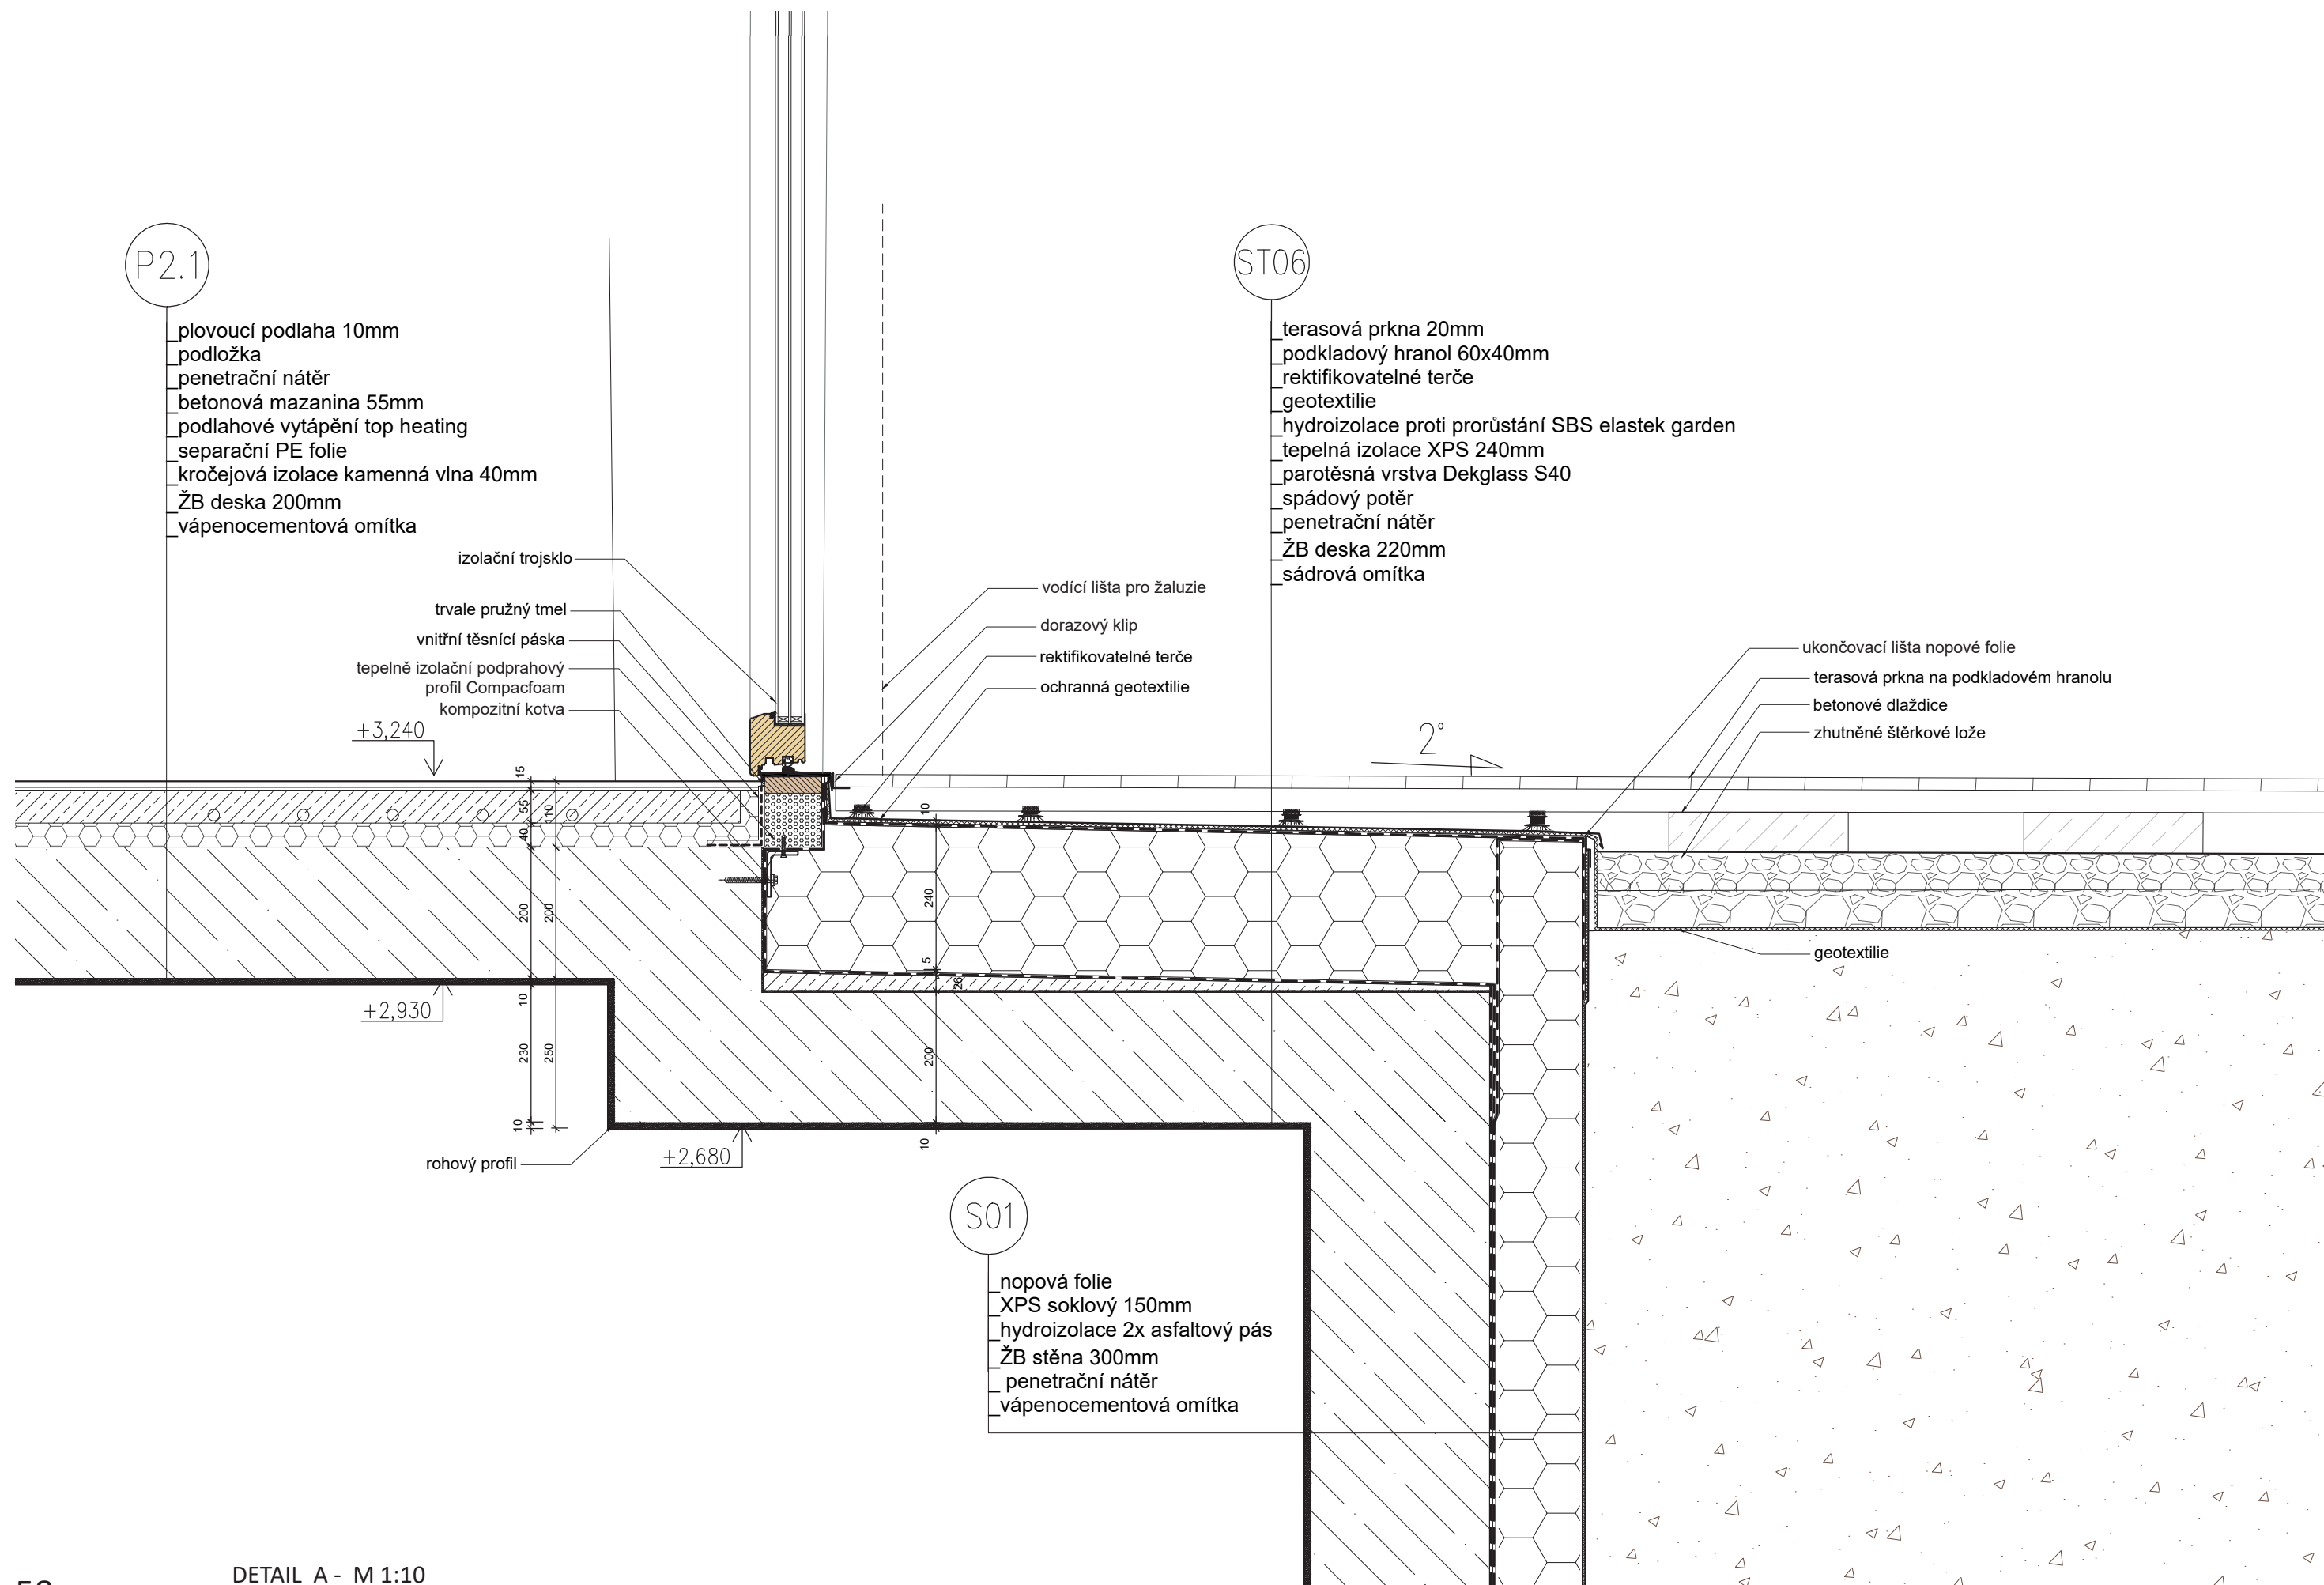 P2.1
plovoucí podlaha 10mm
podložka
penetrační nátěr
betonová mazanina 55mm
podlahové vytápění top heating
separační PE folie
kročejová izolace kamenná vlna 40mm
ŽB deska 200mm
vápenocementová omítka
ST06
terasová prkna 20mm
podkladový hranol 60x40mm
rektifikovatelné terče
geotextilie
hydroizolace proti prorůstání SBS elastek garden
tepelná izolace XPS 240mm
parotěsná vrstva Dekglass S40
spádový potěr
penetrační nátěr
ŽB deska 220mm
sádrová omítka
izolační trojsklo
trvale pružný tmel
vnitřní těsnící páska
tepelně izolační podprahový
profil Compacfoam
kompozitní kotva
vodící lišta pro žaluzie
dorazový klip
rektifikovatelné terče
ochranná geotextilie
ukončovací lišta nopové folie
terasová prkna na podkladovém hranolu
betonové dlaždice
zhutněné štěrkové lože
geotextilie
2°
+3,240
15
55
110
40
200
200
10
230
250
10
10
240
5
26
200
10
+2,930
+2,680
rohový profil
S01
nopová folie
XPS soklový 150mm
hydroizolace 2x asfaltový pás
ŽB stěna 300mm
penetrační nátěr
vápenocementová omítka
DETAIL A - M 1:10